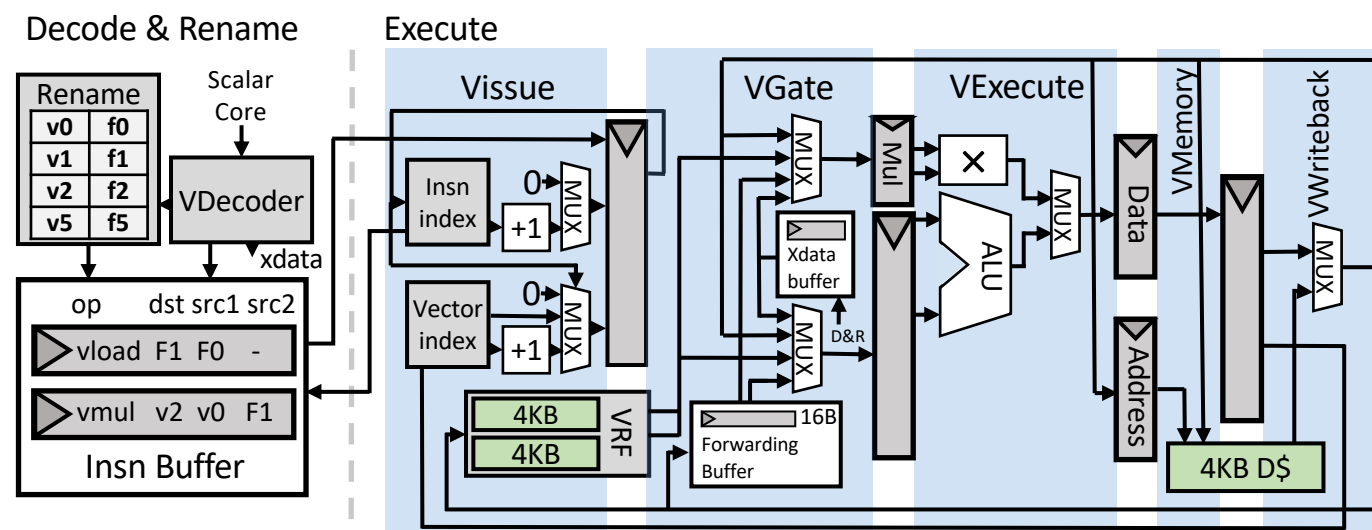 Decode & Rename
Execute
Rename
v0 f0
v1 f1
v2 f2
v5 f5
Scalar
Core
VDecoder
xdata
op dst src1 src2
vload F1 F0 -
vmul v2 v0 F1
Insn Buffer
Vissue
Insn
index
+1
0
MUX
Vector
index
+1
0
MUX
4KB
4KB
VRF
VGate
MUX
Xdata
buffer
D&R
MUX
16B
Forwarding
Buffer
Mul
VExecute
×
ALU
MUX
Data
Address
VMemory
4KB D$
VWriteback
MUX